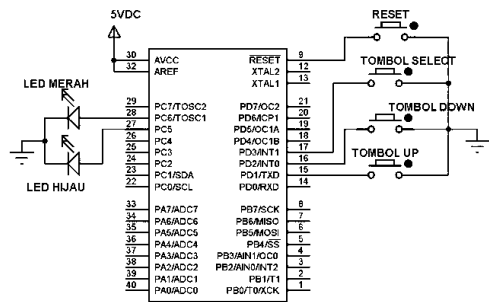 5VDC
RESET
30 AVCC RESET 9
32 AREF XTAL2 12
XTAL1 13
TOMBOL SELECT
LED MERAH
29 PC7/TOSC2 PD7/OC2 21
28 PC6/TOSC1 PD6/ICP1 20
27 PC5 PD5/OC1A 19
26 PC4 PD4/OC1B 18
25 PC3 PD3/INT1 17
24 PC2 PD2/INT0 16
23 PC1/SDA PD1/TXD 15
22 PC0/SCL PD0/RXD 14
TOMBOL DOWN
TOMBOL UP
LED HIJAU
33 PA7/ADC7 PB7/SCK 8
34 PA6/ADC6 PB6/MISO 7
35 PA5/ADC5 PB5/MOSI 6
36 PA4/ADC4 PB4/SS 5
37 PA3/ADC3 PB3/AIN1/OC0 4
38 PA2/ADC2 PB2/AIN0/INT2 3
39 PA1/ADC1 PB1/T1 2
40 PA0/ADC0 PB0/T0/XCK 1